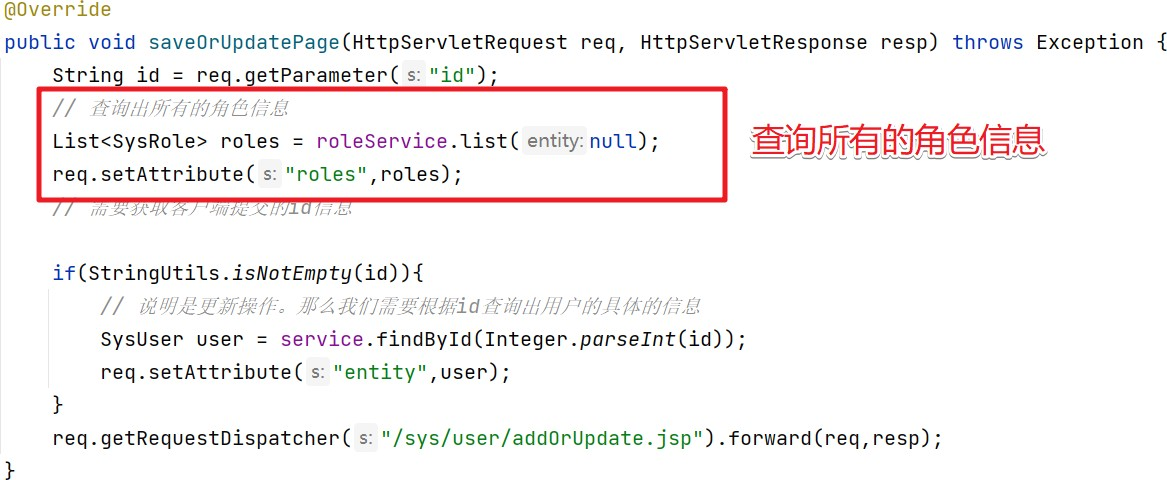 @Override
public void saveOrUpdatePage(HttpServletRequest req, HttpServletResponse resp) throws Exception {
String id = req.getParameter( s: "id");
// 查询出所有的角色信息
List<SysRole> roles = roleService.list( entity: null);
req.setAttribute( s: "roles",roles);
查询所有的角色信息
// 需要获取客户端提交的id信息
if(StringUtils.isNotEmpty(id)){
// 说明是更新操作。那么我们需要根据id查询出用户的具体的信息
SysUser user = service.findById(Integer.parseInt(id));
req.setAttribute( s: "entity",user);
}
req.getRequestDispatcher( s: "/sys/user/addOrUpdate.jsp").forward(req,resp);
}